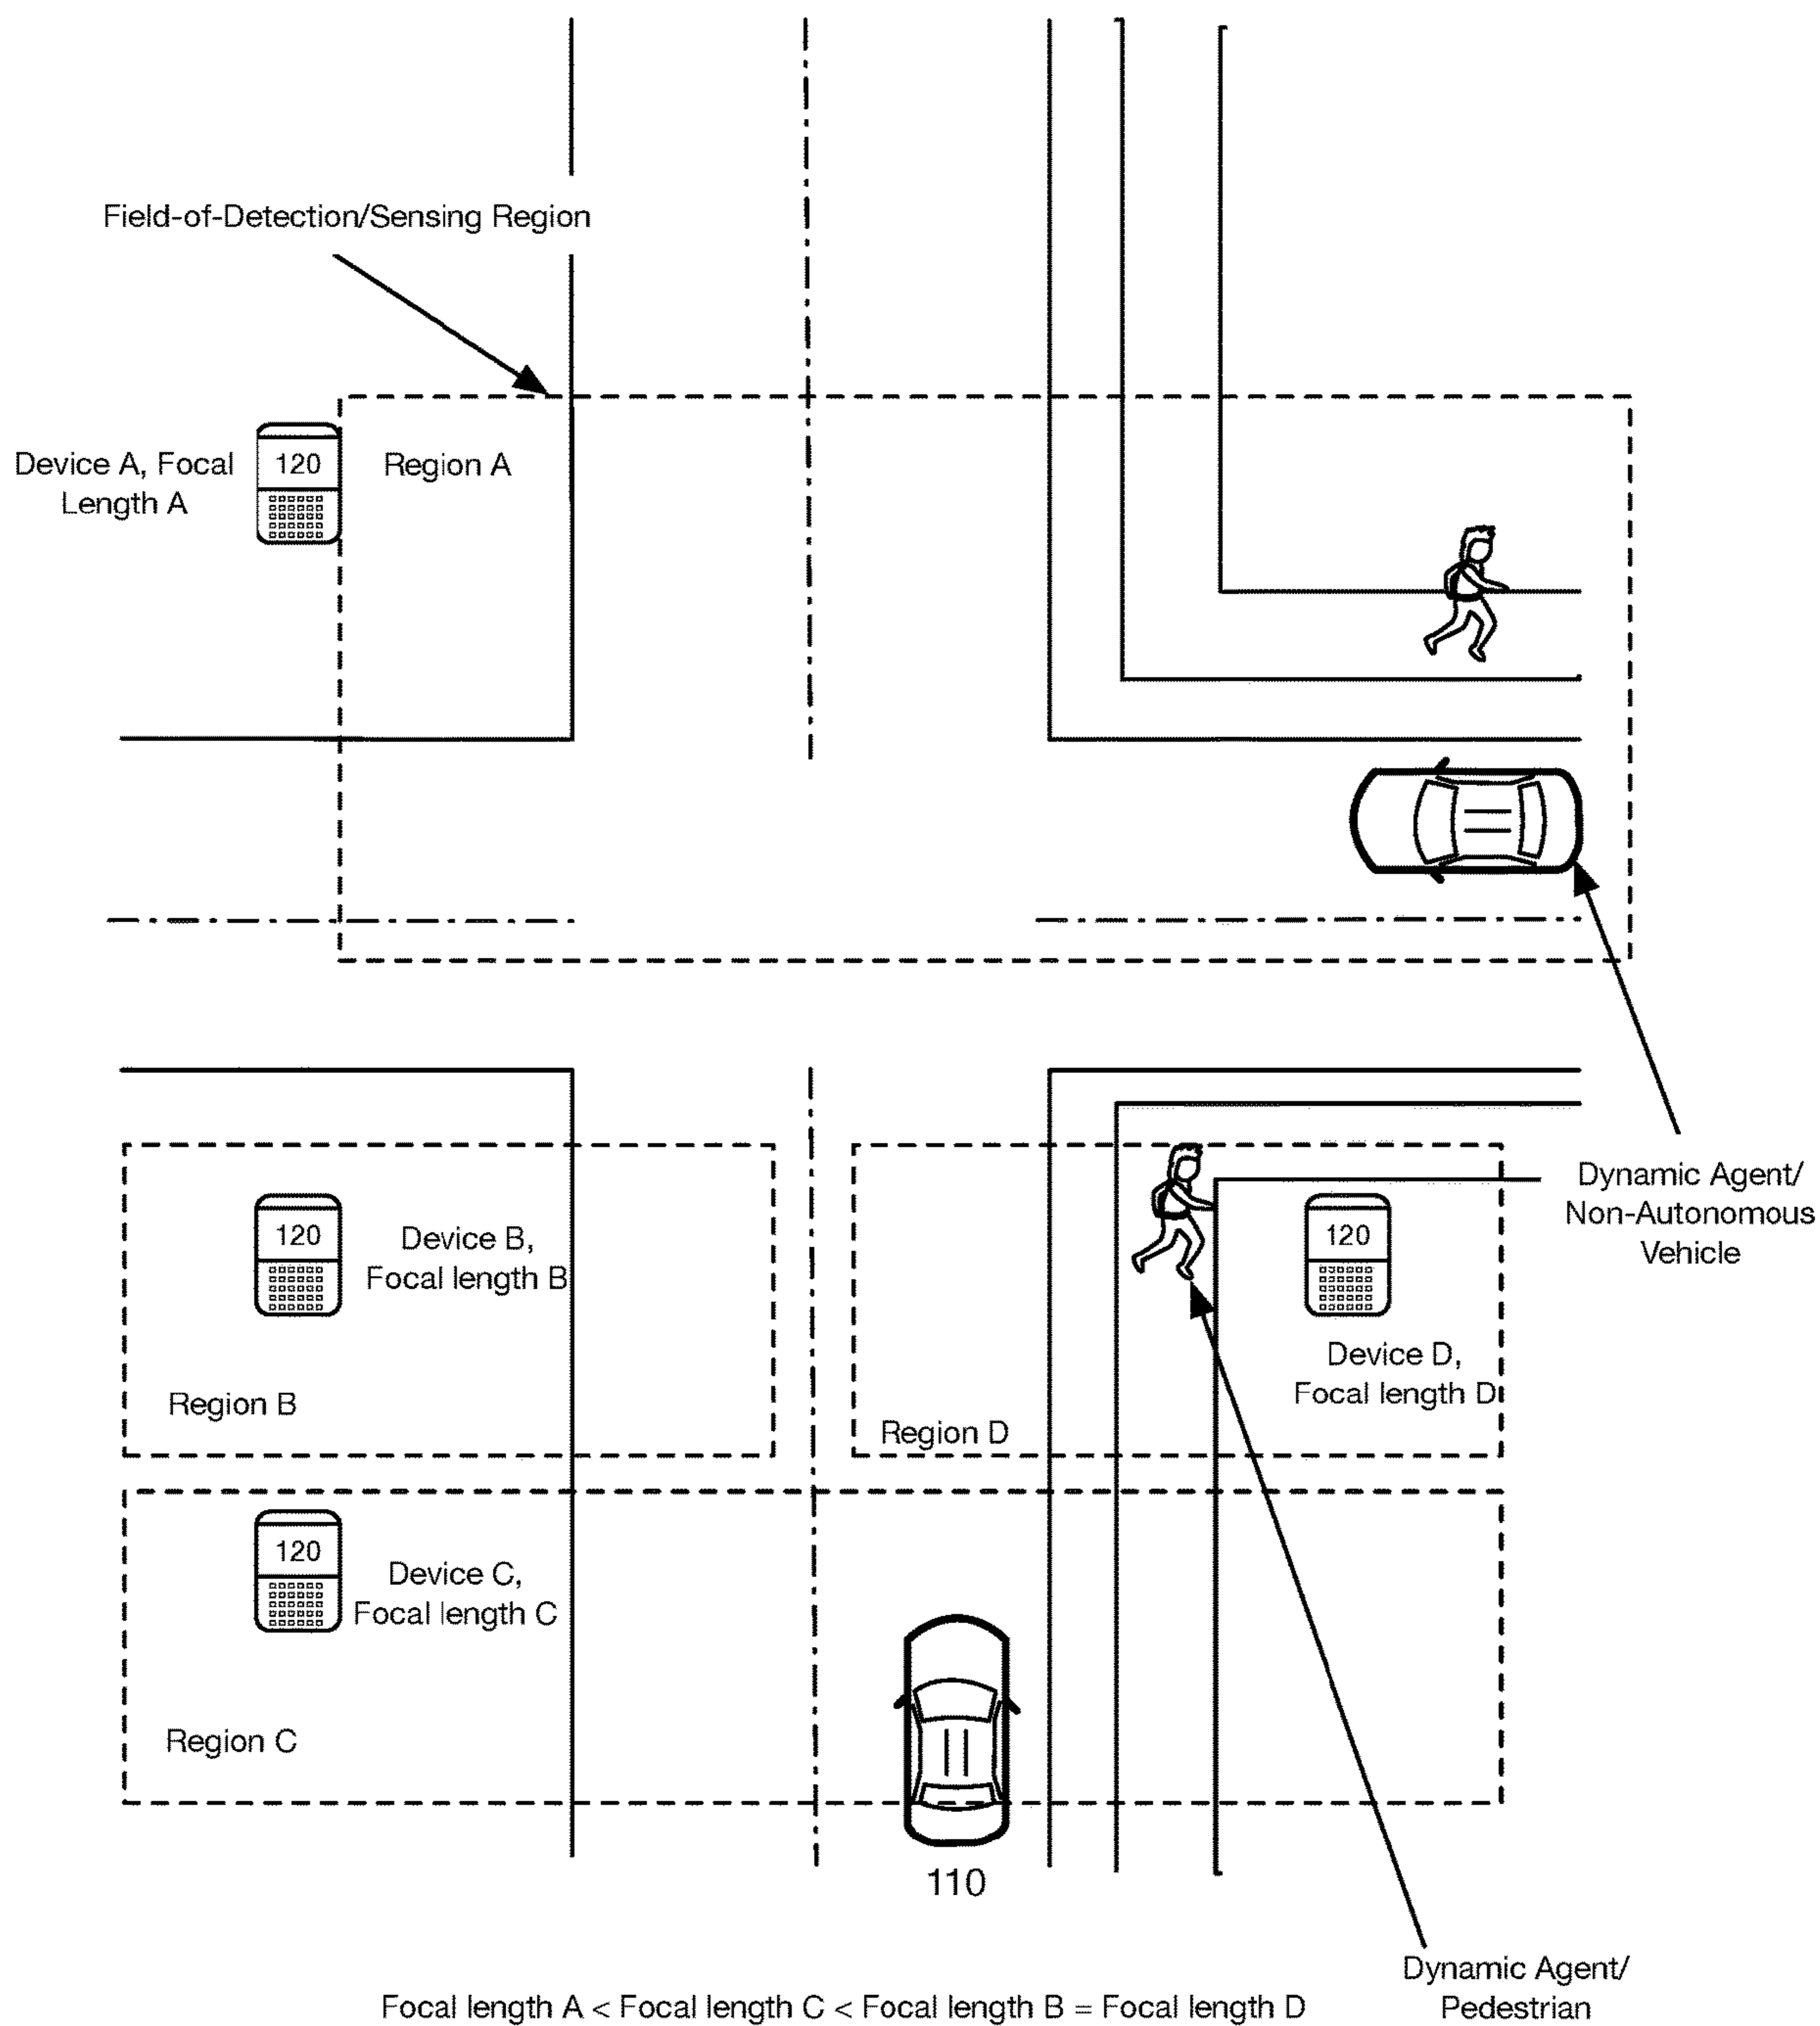 Field-of-Detection/Sensing Region
Device A, Focal
Length A
120
Region A
120
Device B,
Focal length B
Region B
120
Device D,
Focal length D
Region D
Dynamic Agent/
Non-Autonomous
Vehicle
120
Device C,
Focal length C
Region C
110
Dynamic Agent/
Pedestrian
Focal length A < Focal length C < Focal length B = Focal length D